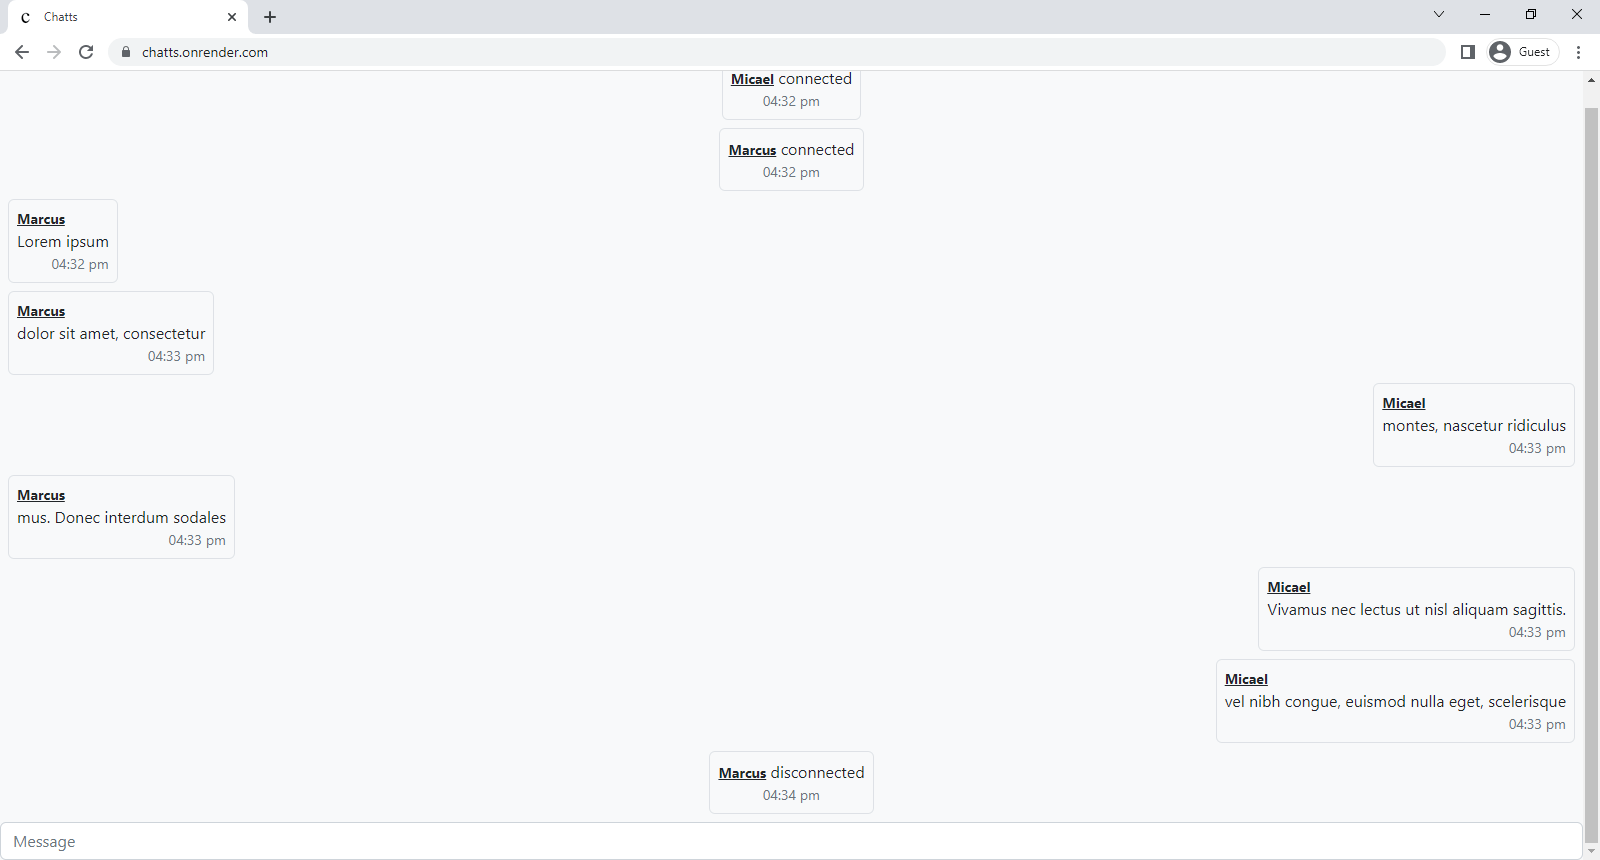 c Chatts
chatts.onrender.com
Guest
Micael connected
04:32 pm
Marcus connected
04:32 pm
Marcus
Lorem ipsum
04:32 pm
Marcus
dolor sit amet, consectetur
04:33 pm
Micael
montes, nascetur ridiculus
04:33 pm
Marcus
mus. Donec interdum sodales
04:33 pm
Micael
Vivamus nec lectus ut nisl aliquam sagittis.
04:33 pm
Micael
vel nibh congue, euismod nulla eget, scelerisque
04:33 pm
Marcus disconnected
04:34 pm
Message